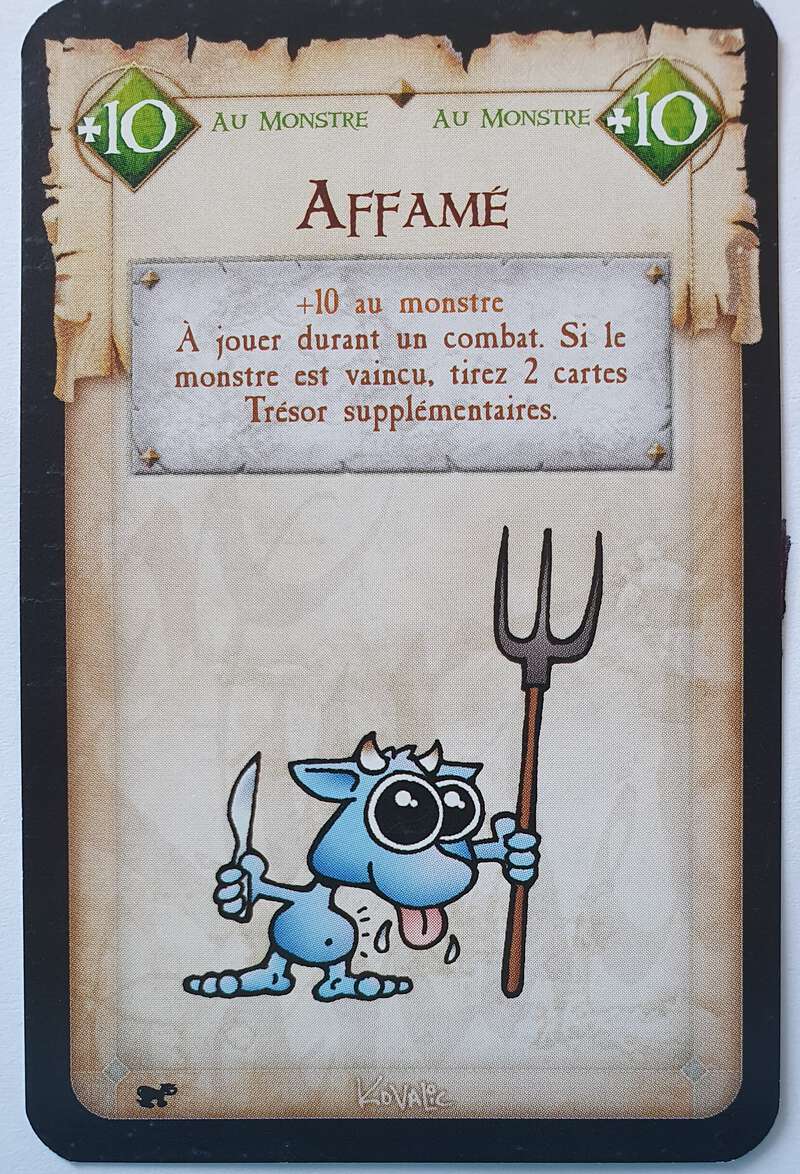 +10 Au Monstre Au Monstre +10
Affamé
+10 au monstre
À jouer durant un combat. Si le
monstre est vaincu, tirez 2 cartes
Trésor supplémentaires.
Kovalic